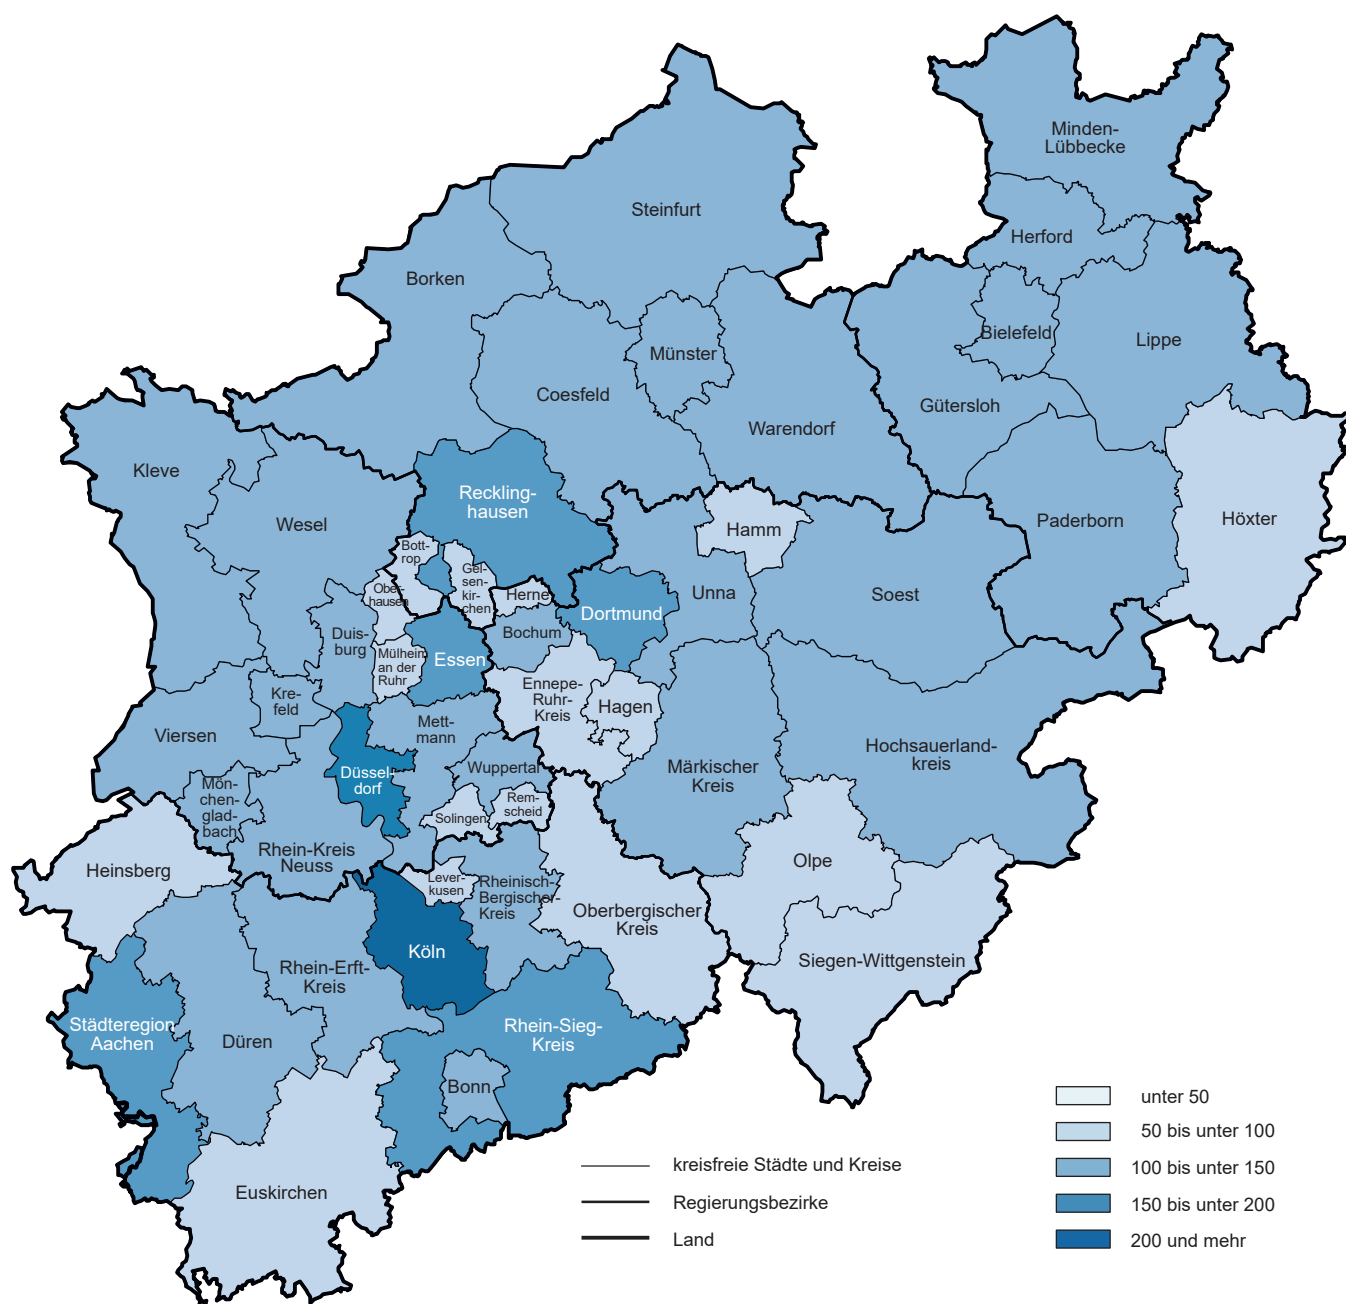 Minden-
Lübbecke
Steinfurt
Herford
Borken
Bielefeld
Lippe
Münster
Coesfeld
Gütersloh
Warendorf
Kleve
Reckling-
hausen
Wesel
Hamm
Paderborn
Höxter
Bott-
rop
Gel-
sen-
kir-
chen
Ober-
hausen
Herne
Unna
Soest
Dortmund
Duis-
burg
Bochum
Mülheim
an der
Ruhr
Essen
Ennepe-
Ruhr-
Kreis
Hagen
Kre-
feld
Viersen
Mett-
mann
Hochsauerland-
kreis
Märkischer
Kreis
Düssel-
dorf
Wuppertal
Mön-
chen-
glad-
bach
Rem-
scheid
Solingen
Rhein-Kreis
Neuss
Heinsberg
Olpe
Lever-
kusen
Rheinisch-
Bergischer-
Kreis
Oberbergischer
Kreis
Köln
Siegen-Wittgenstein
Rhein-Erft-
Kreis
Städteregion
Aachen
Düren
Rhein-Sieg-
Kreis
Bonn
Euskirchen
kreisfreie Städte und Kreise
Regierungsbezirke
Land
unter 50
50 bis unter 100
100 bis unter 150
150 bis unter 200
200 und mehr